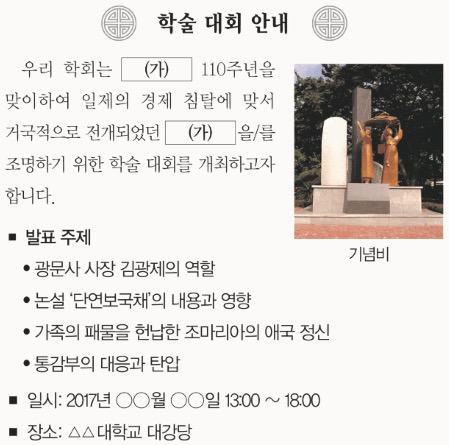 학술 대회 안내
우리 학회는 (가) 110주년을
맞이하여 일제의 경제 침탈에 맞서
거국적으로 전개되었던 (가) 을/를
조명하기 위한 학술 대회를 개최하고자
합니다.
기념비
■ 발표 주제
• 광문사 사장 김광제의 역할
• 논설 ‘단연보국채’의 내용과 영향
• 가족의 패물을 헌납한 조마리아의 애국 정신
• 통감부의 대응과 탄압
■ 일시: 2017년 ○○월 ○○일 13:00 ～ 18:00
■ 장소: △△대학교 대강당